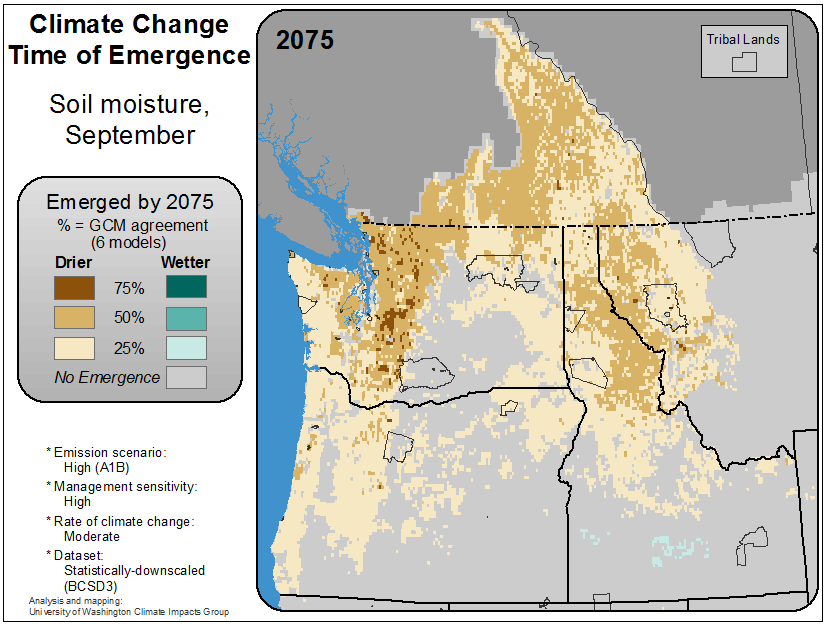 Climate Change
Time of Emergence
Soil moisture,
September
Emerged by 2075
% = GCM agreement
(6 models)
Drier Wetter
75%
50%
25%
No Emergence
* Emission scenario:
High (A1B)
* Management sensitivity:
High
* Rate of climate change:
Moderate
* Dataset:
Statistically-downscaled
(BCSD3)
Analysis and mapping:
University of Washington Climate Impacts Group
2075
Tribal Lands